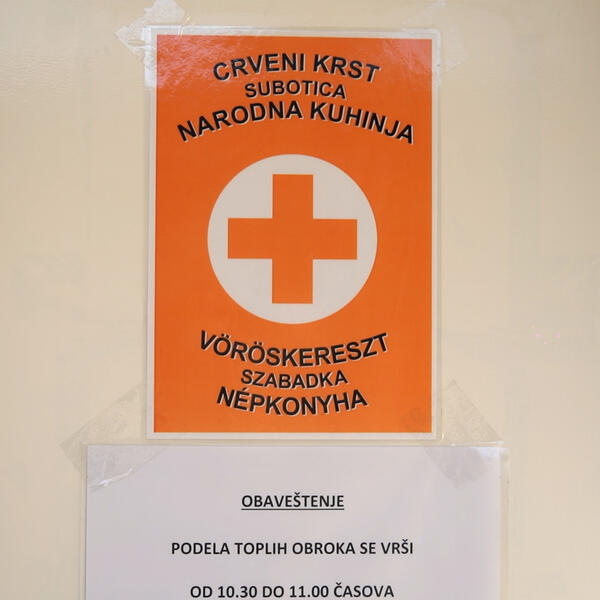 CRVENI KRST
SUBOTICA
NARODNA KUHINJA
VÖRÖSKERESZT
SZABADKA
NÉPKONYHA
OBAVEŠTENJE
PODELA TOPLIH OBROKA SE VRŠI
OD 10.30 DO 11.00 ČASOVA